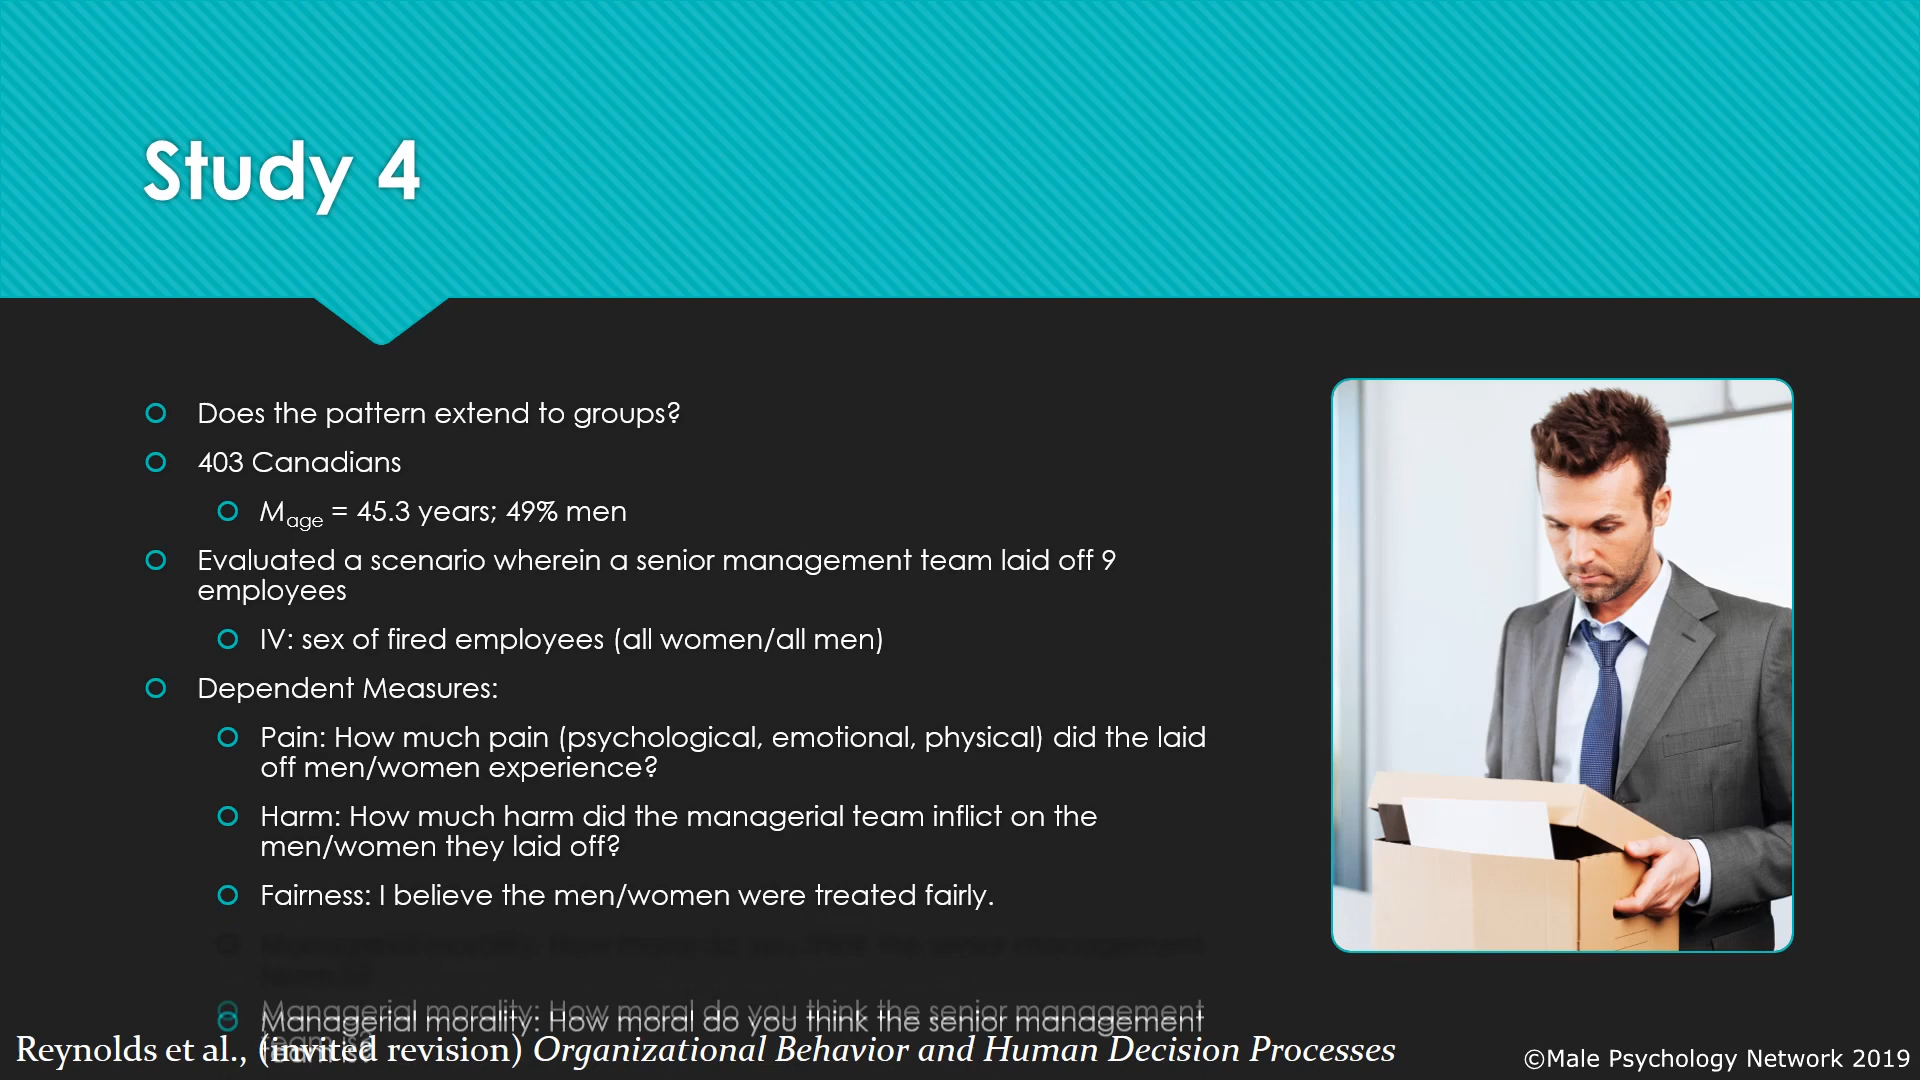 Study 4
Does the pattern extend to groups?
403 Canadians
Mage = 45.3 years; 49% men
Evaluated a scenario wherein a senior management team laid off 9
employees
IV: sex of fired employees (all women/all men)
Dependent Measures:
Pain: How much pain (psychological, emotional, physical) did the laid
off men/women experience?
Harm: How much harm did the managerial team inflict on the
men/women they laid off?
Fairness: I believe the men/women were treated fairly.
Managerial morality: How moral do you think the senior management
Reynolds et al., (invited revision) Organizational Behavior and Human Decision Processes
©Male Psychology Network 2019